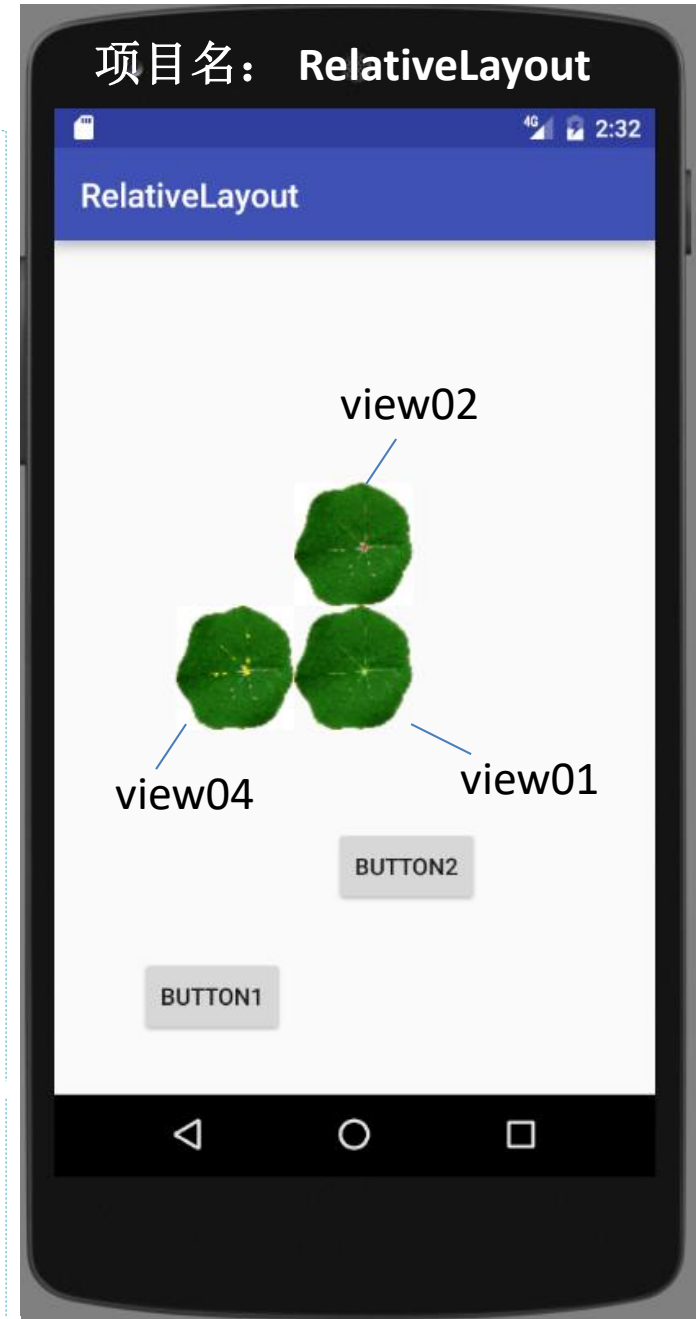 项目名： RelativeLayout
4G 2:32
RelativeLayout
view02
view04
view01
BUTTON2
BUTTON1